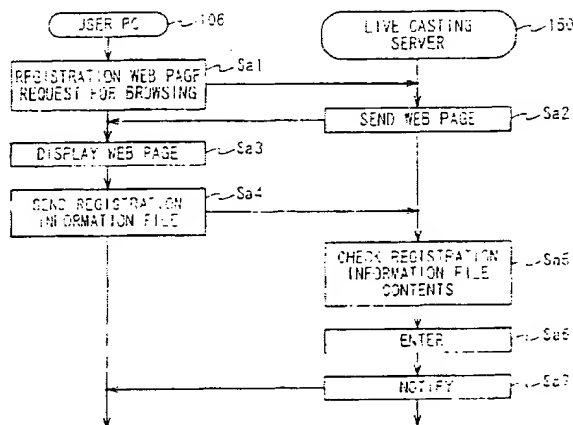 USER PC
106
LIVE CASTING
SERVER
150
REGISTRATION WEB PAGE
REQUEST FOR BROWSING
Sa1
SEND WEB PAGE
Sa2
DISPLAY WEB PAGE
Sa3
SEND REGISTRATION
INFORMATION FILE
Sa4
CHECK REGISTRATION
INFORMATION FILE
CONTENTS
Sa5
ENTER
Sa6
NOTIFY
Sa7